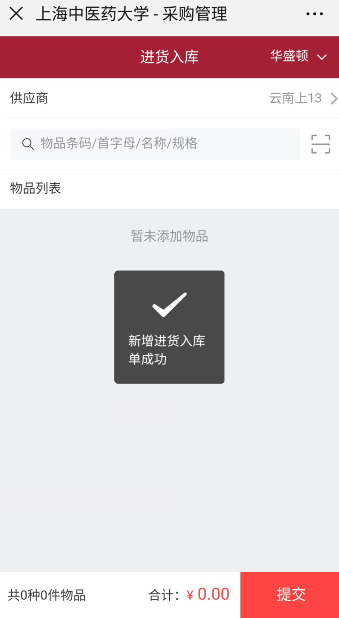 上海中医药大学 - 采购管理
进货入库 华盛顿
供应商 云南上13
物品条码/首字母/名称/规格
物品列表
暂未添加物品
新增进货入库
单成功
共0种0件物品 合计：¥ 0.00 提交